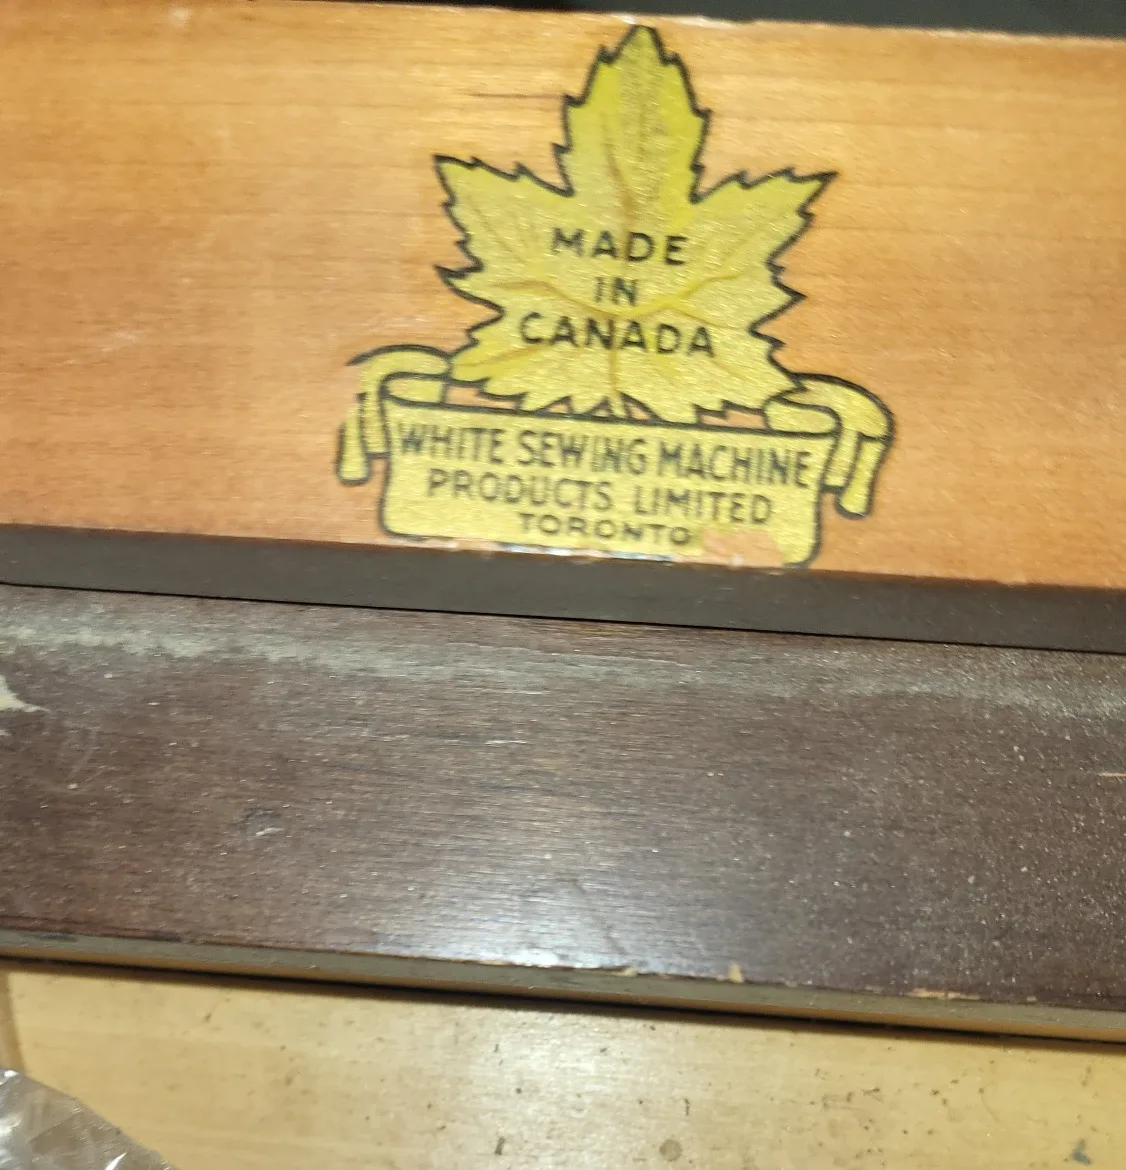 MADE
IN
CANADA
WHITE SEWING MACHINE
PRODUCTS LIMITED
TORONTO